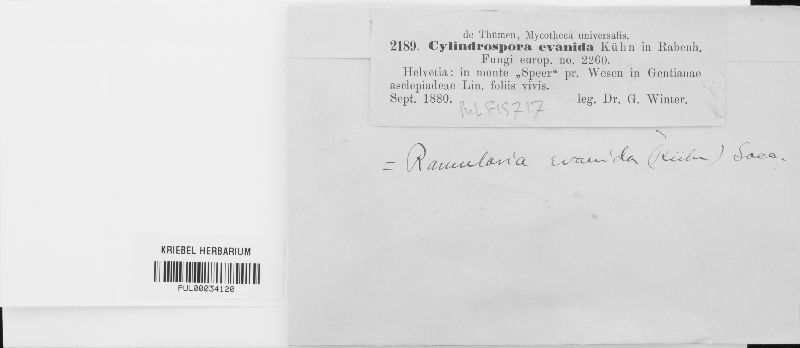 de Thümen, Mycotheca universalis.
2189. Cylindrospora evanida Kühn in Rabenh.
Fungi europ. no. 2260.
Helvetia: in monte „Speer“ pr. Wesen in Gentianae
asclepiadeae Lin. foliis vivis.
Sept. 1880. leg. Dr. G. Winter.
PUL F15717
= Ramularia evanida (Kühn) Sacc.
KRIEBEL HERBARIUM
PUL00034120